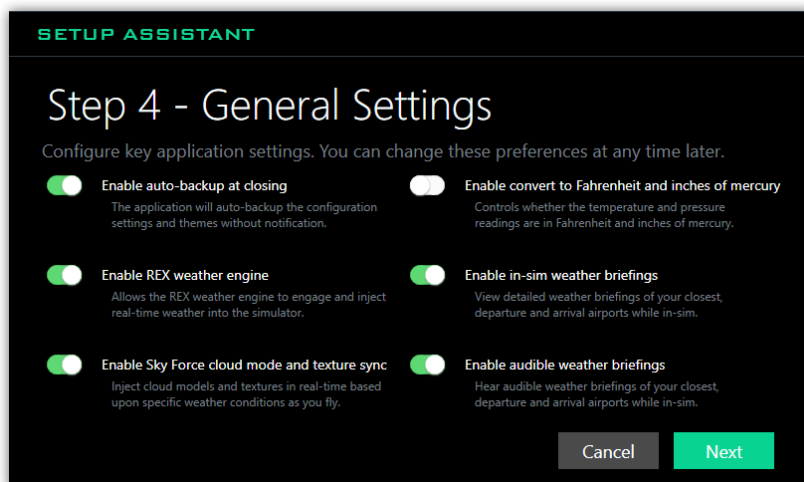 SETUP ASSISTANT
Step 4 - General Settings
Configure key application settings. You can change these preferences at any time later.
Enable auto-backup at closing
The application will auto-backup the configuration
settings and themes without notification.
Enable convert to Fahrenheit and inches of mercury
Controls whether the temperature and pressure
readings are in Fahrenheit and inches of mercury.
Enable REX weather engine
Allows the REX weather engine to engage and inject
real-time weather into the simulator.
Enable in-sim weather briefings
View detailed weather briefings of your closest,
departure and arrival airports while in-sim.
Enable Sky Force cloud mode and texture sync
Inject cloud models and textures in real-time based
upon specific weather conditions as you fly.
Enable audible weather briefings
Hear audible weather briefings of your closest,
departure and arrival airports while in-sim.
Cancel
Next